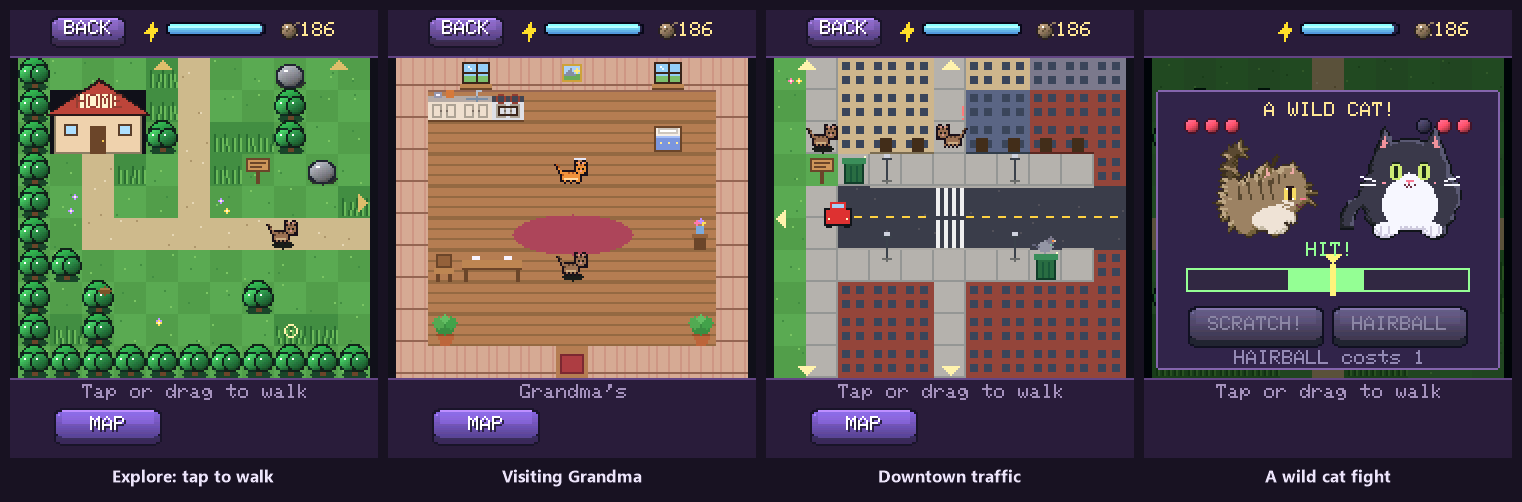 BACK 186
BACK 186
BACK 186
186
HOME
A WILD CAT!
HIT!
SCRATCH! HAIRBALL
HAIRBALL costs 1
Tap or drag to walk
Grandma's
Tap or drag to walk
Tap or drag to walk
MAP
MAP
MAP
Explore: tap to walk
Visiting Grandma
Downtown traffic
A wild cat fight